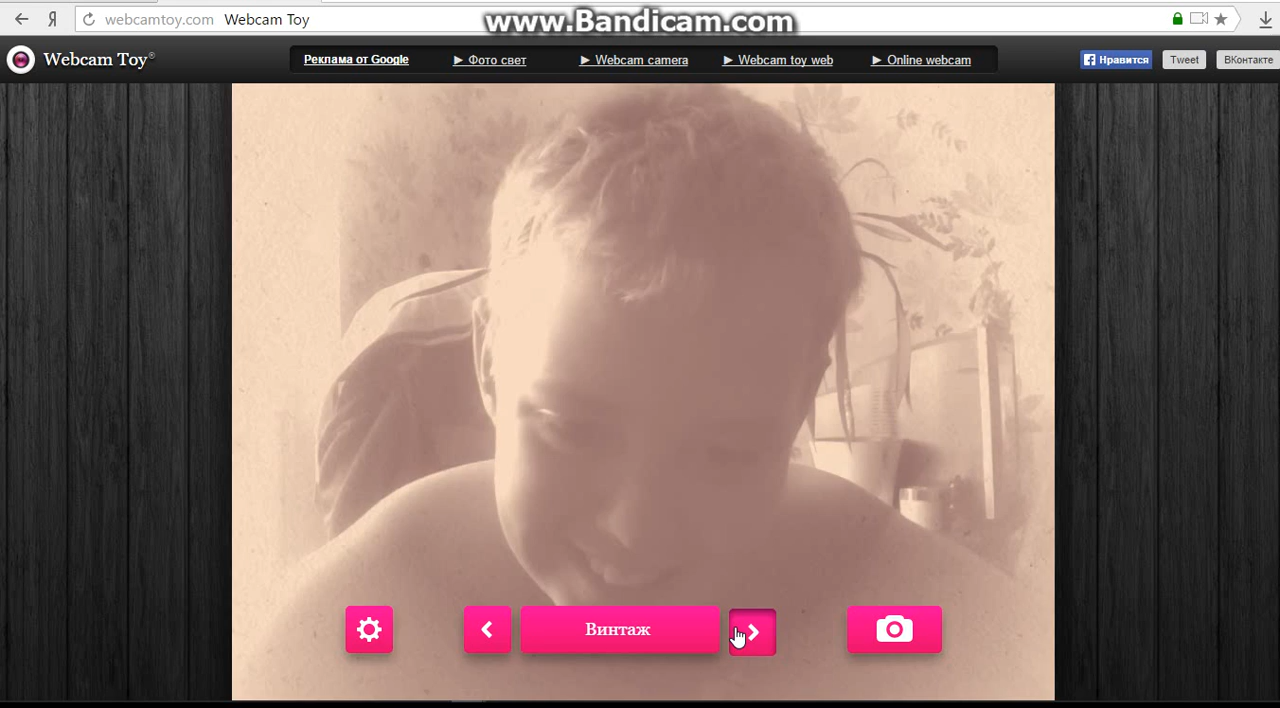 www.Bandicam.com
Я webcamtoy.com Webcam Toy
Webcam Toy®
Реклама от Google ► Фото свет ► Webcam camera ► Webcam toy web ► Online webcam
Нравится Tweet ВКонтакте
Винтаж